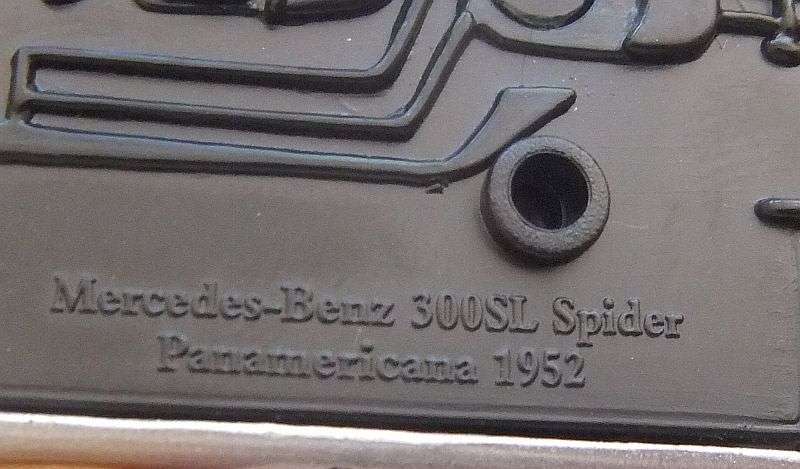 Mercedes-Benz 300SL Spider
Panamericana 1952